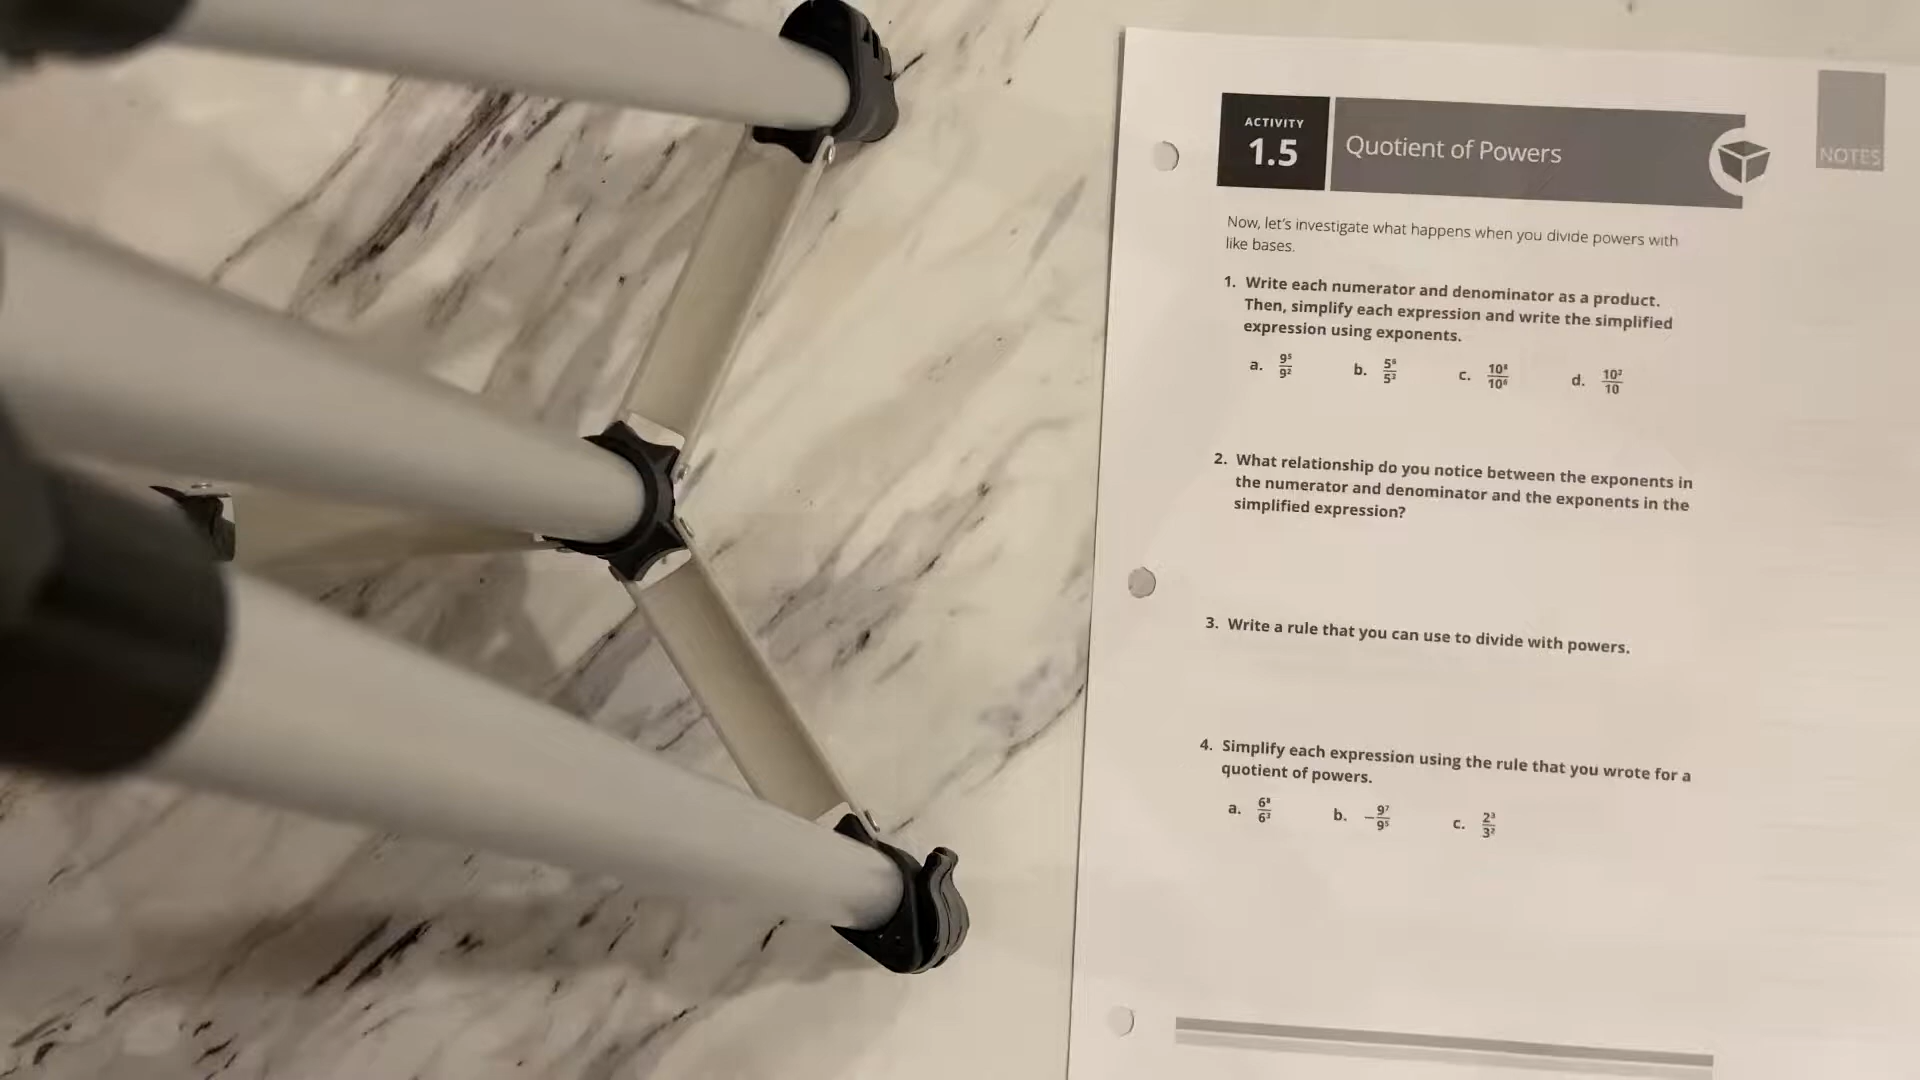 ACTIVITY
1.5
Quotient of Powers
NOTES
Now, let's investigate what happens when you divide powers with
like bases.
1. Write each numerator and denominator as a product.
Then, simplify each expression and write the simplified
expression using exponents.
a. 9⁵/9² b. 5⁶/5³ c. 10⁸/10⁶ d. 10³/10
2. What relationship do you notice between the exponents in
the numerator and denominator and the exponents in the
simplified expression?
3. Write a rule that you can use to divide with powers.
4. Simplify each expression using the rule that you wrote for a
quotient of powers.
a. 6⁸/6³ b. −9⁷/9⁵ c. 2³/3²